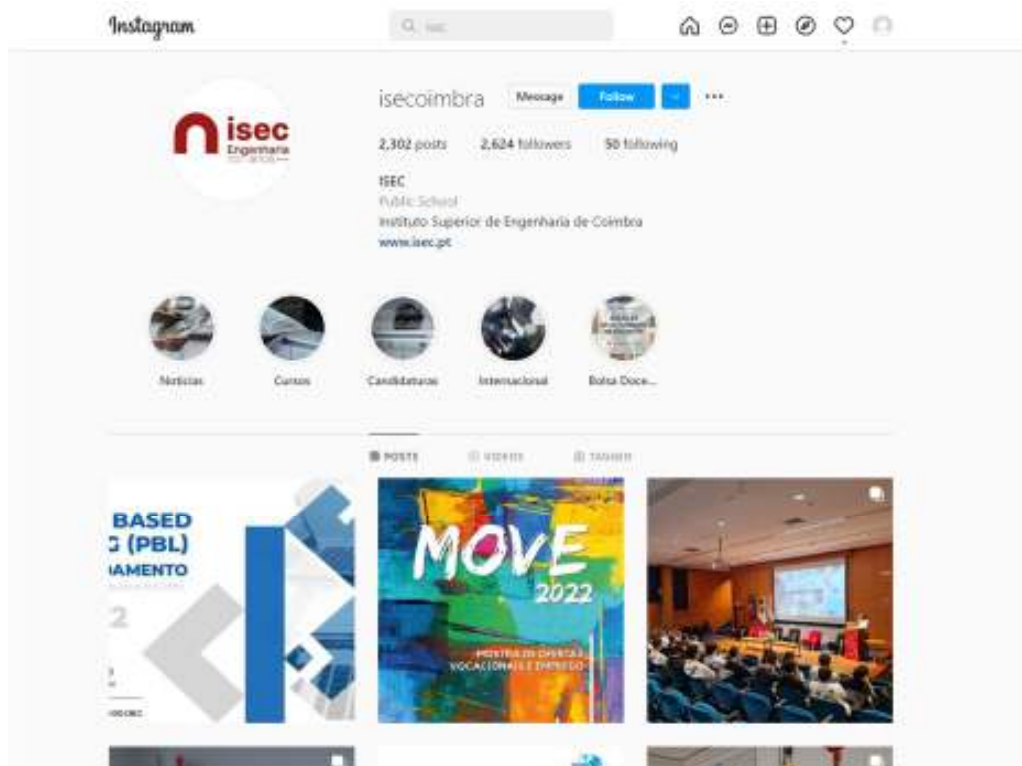 Instagram
isec
isecoimbra Message Follow
2,302 posts 2,624 followers 50 following
ISEC
Public School
Instituto Superior de Engenharia de Coimbra
www.isec.pt
isec
Engenharia
Notícias Cursos Candidaturas Internacional Bolsa Doce...
POSTS VIDEOS TAGGED
BASED
G (PBL)
AMENTO
2
MOVE
2022
MOSTRA DE OFERTAS
VOCACIONAIS E EMPREGO